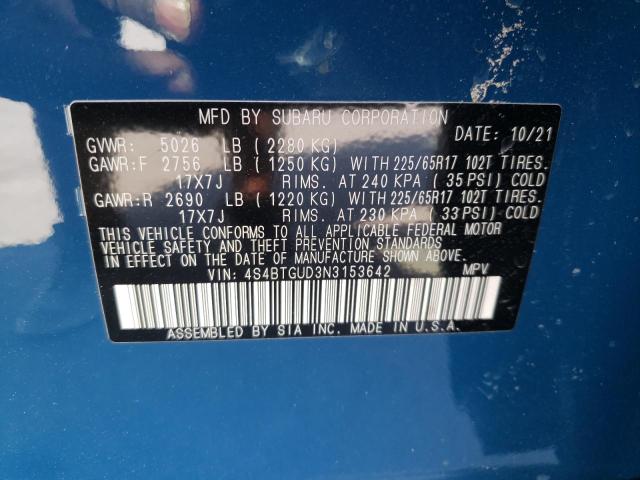 MFD BY SUBARU CORPORATION
GVWR: 5026 LB ( 2280 KG) DATE: 10/21
GAWR:F 2756 LB ( 1250 KG) WITH 225/65R17 102T TIRES.
17X7J RIMS. AT 240 KPA ( 35 PSI) COLD
GAWR:R 2690 LB ( 1220 KG) WITH 225/65R17 102T TIRES.
17X7J RIMS. AT 230 KPA ( 33 PSI) COLD
THIS VEHICLE CONFORMS TO ALL APPLICABLE FEDERAL MOTOR
VEHICLE SAFETY AND THEFT PREVENTION STANDARDS
IN EFFECT ON THE DATE OF MANUFACTURE SHOWN ABOVE.
VIN: 4S4BTGUD3N3153642 MPV
ASSEMBLED BY SIA INC. MADE IN U.S.A.